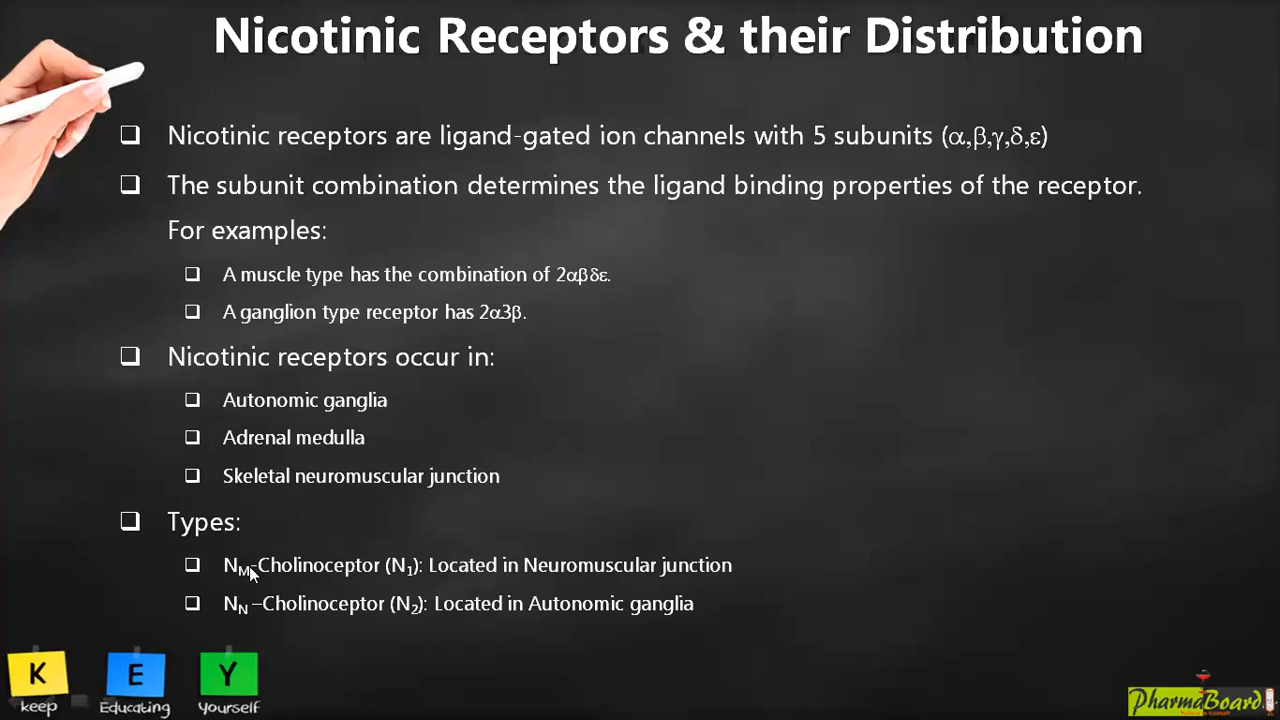 Nicotinic Receptors & their Distribution
❑ Nicotinic receptors are ligand-gated ion channels with 5 subunits (α,β,γ,δ,ε)
❑ The subunit combination determines the ligand binding properties of the receptor.
For examples:
❑ A muscle type has the combination of 2αβδε.
❑ A ganglion type receptor has 2α3β.
❑ Nicotinic receptors occur in:
❑ Autonomic ganglia
❑ Adrenal medulla
❑ Skeletal neuromuscular junction
❑ Types:
❑ N_M-Cholinoceptor (N₁): Located in Neuromuscular junction
❑ N_N –Cholinoceptor (N₂): Located in Autonomic ganglia
K E Y
keep Educating Yourself
PharmaBoard